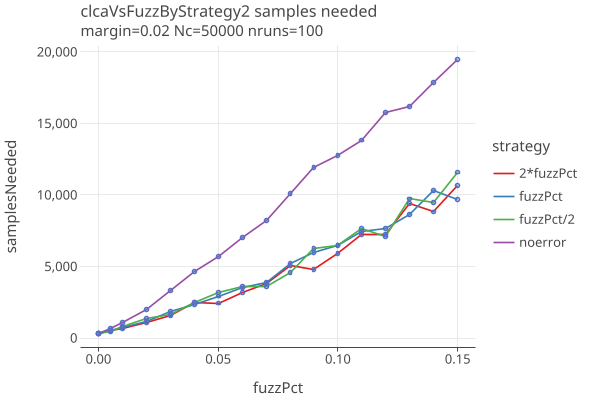 clcaVsFuzzByStrategy2 samples needed
margin=0.02 Nc=50000 nruns=100
20,000
15,000
10,000
5,000
0
samplesNeeded
0.00
0.05
0.10
0.15
fuzzPct
strategy
2*fuzzPct
fuzzPct
fuzzPct/2
noerror